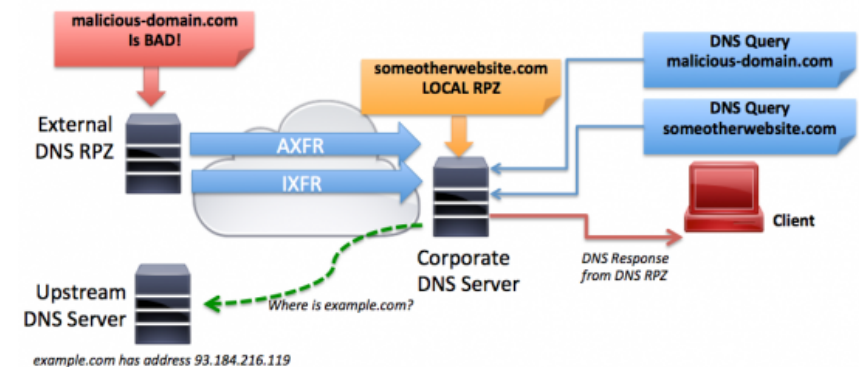 malicious-domain.com
Is BAD!
someotherwebsite.com
LOCAL RPZ
DNS Query
malicious-domain.com
DNS Query
someotherwebsite.com
External
DNS RPZ
AXFR
IXFR
Client
Corporate
DNS Server
DNS Response
from DNS RPZ
Upstream
DNS Server
Where is example.com?
example.com has address 93.184.216.119